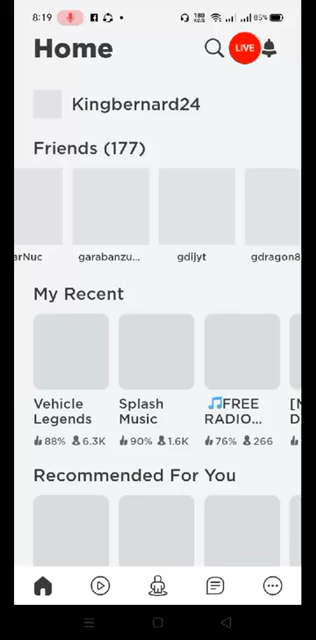 8:19
85%
Home
LIVE
Kingbernard24
Friends (177)
arNuc
garabanzu...
gdijyt
gdragon8
My Recent
Vehicle
Legends
Splash
Music
🎵FREE
RADIO...
88% 6.3K
90% 1.6K
76% 266
Recommended For You